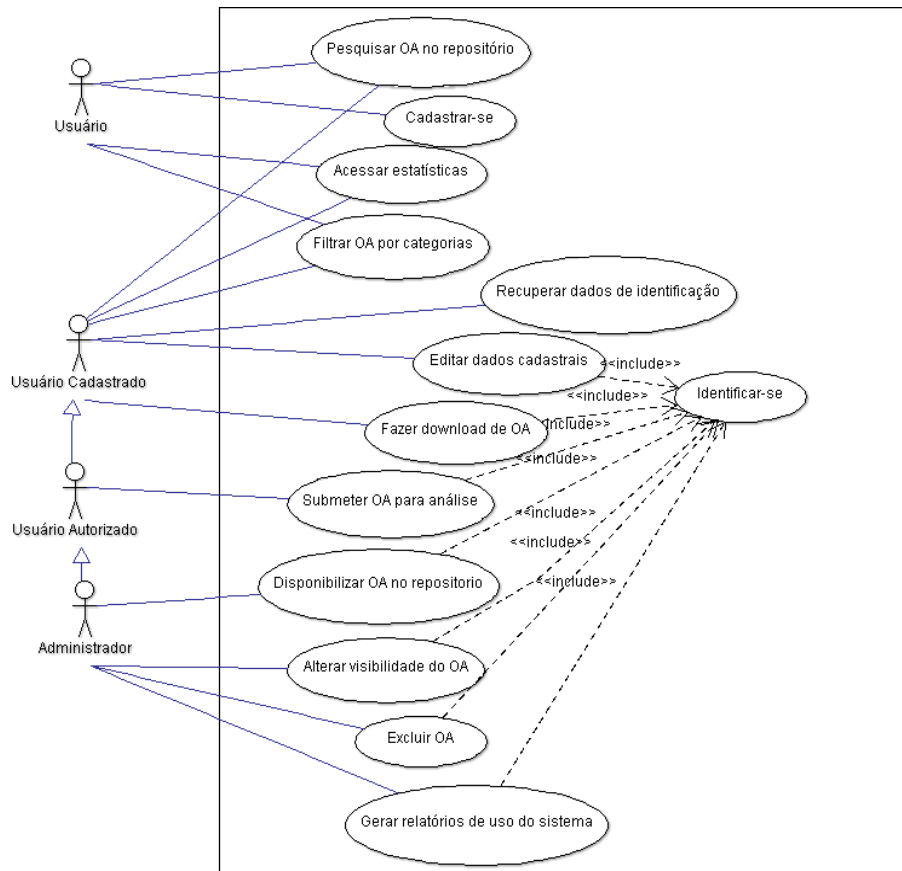 Pesquisar OA no repositório
Usuário
Cadastrar-se
Acessar estatísticas
Filtrar OA por categorias
Recuperar dados de identificação
Usuário Cadastrado
Editar dados cadastrais
<<include>>
Identificar-se
<<include>>
Fazer download de OA
<<include>>
<<include>>
Submeter OA para análise
Usuário Autorizado
<<include>>
<<include>>
Disponibilizar OA no repositorio
<<include>>
Administrador
Alterar visibilidade do OA
Excluir OA
Gerar relatórios de uso do sistema